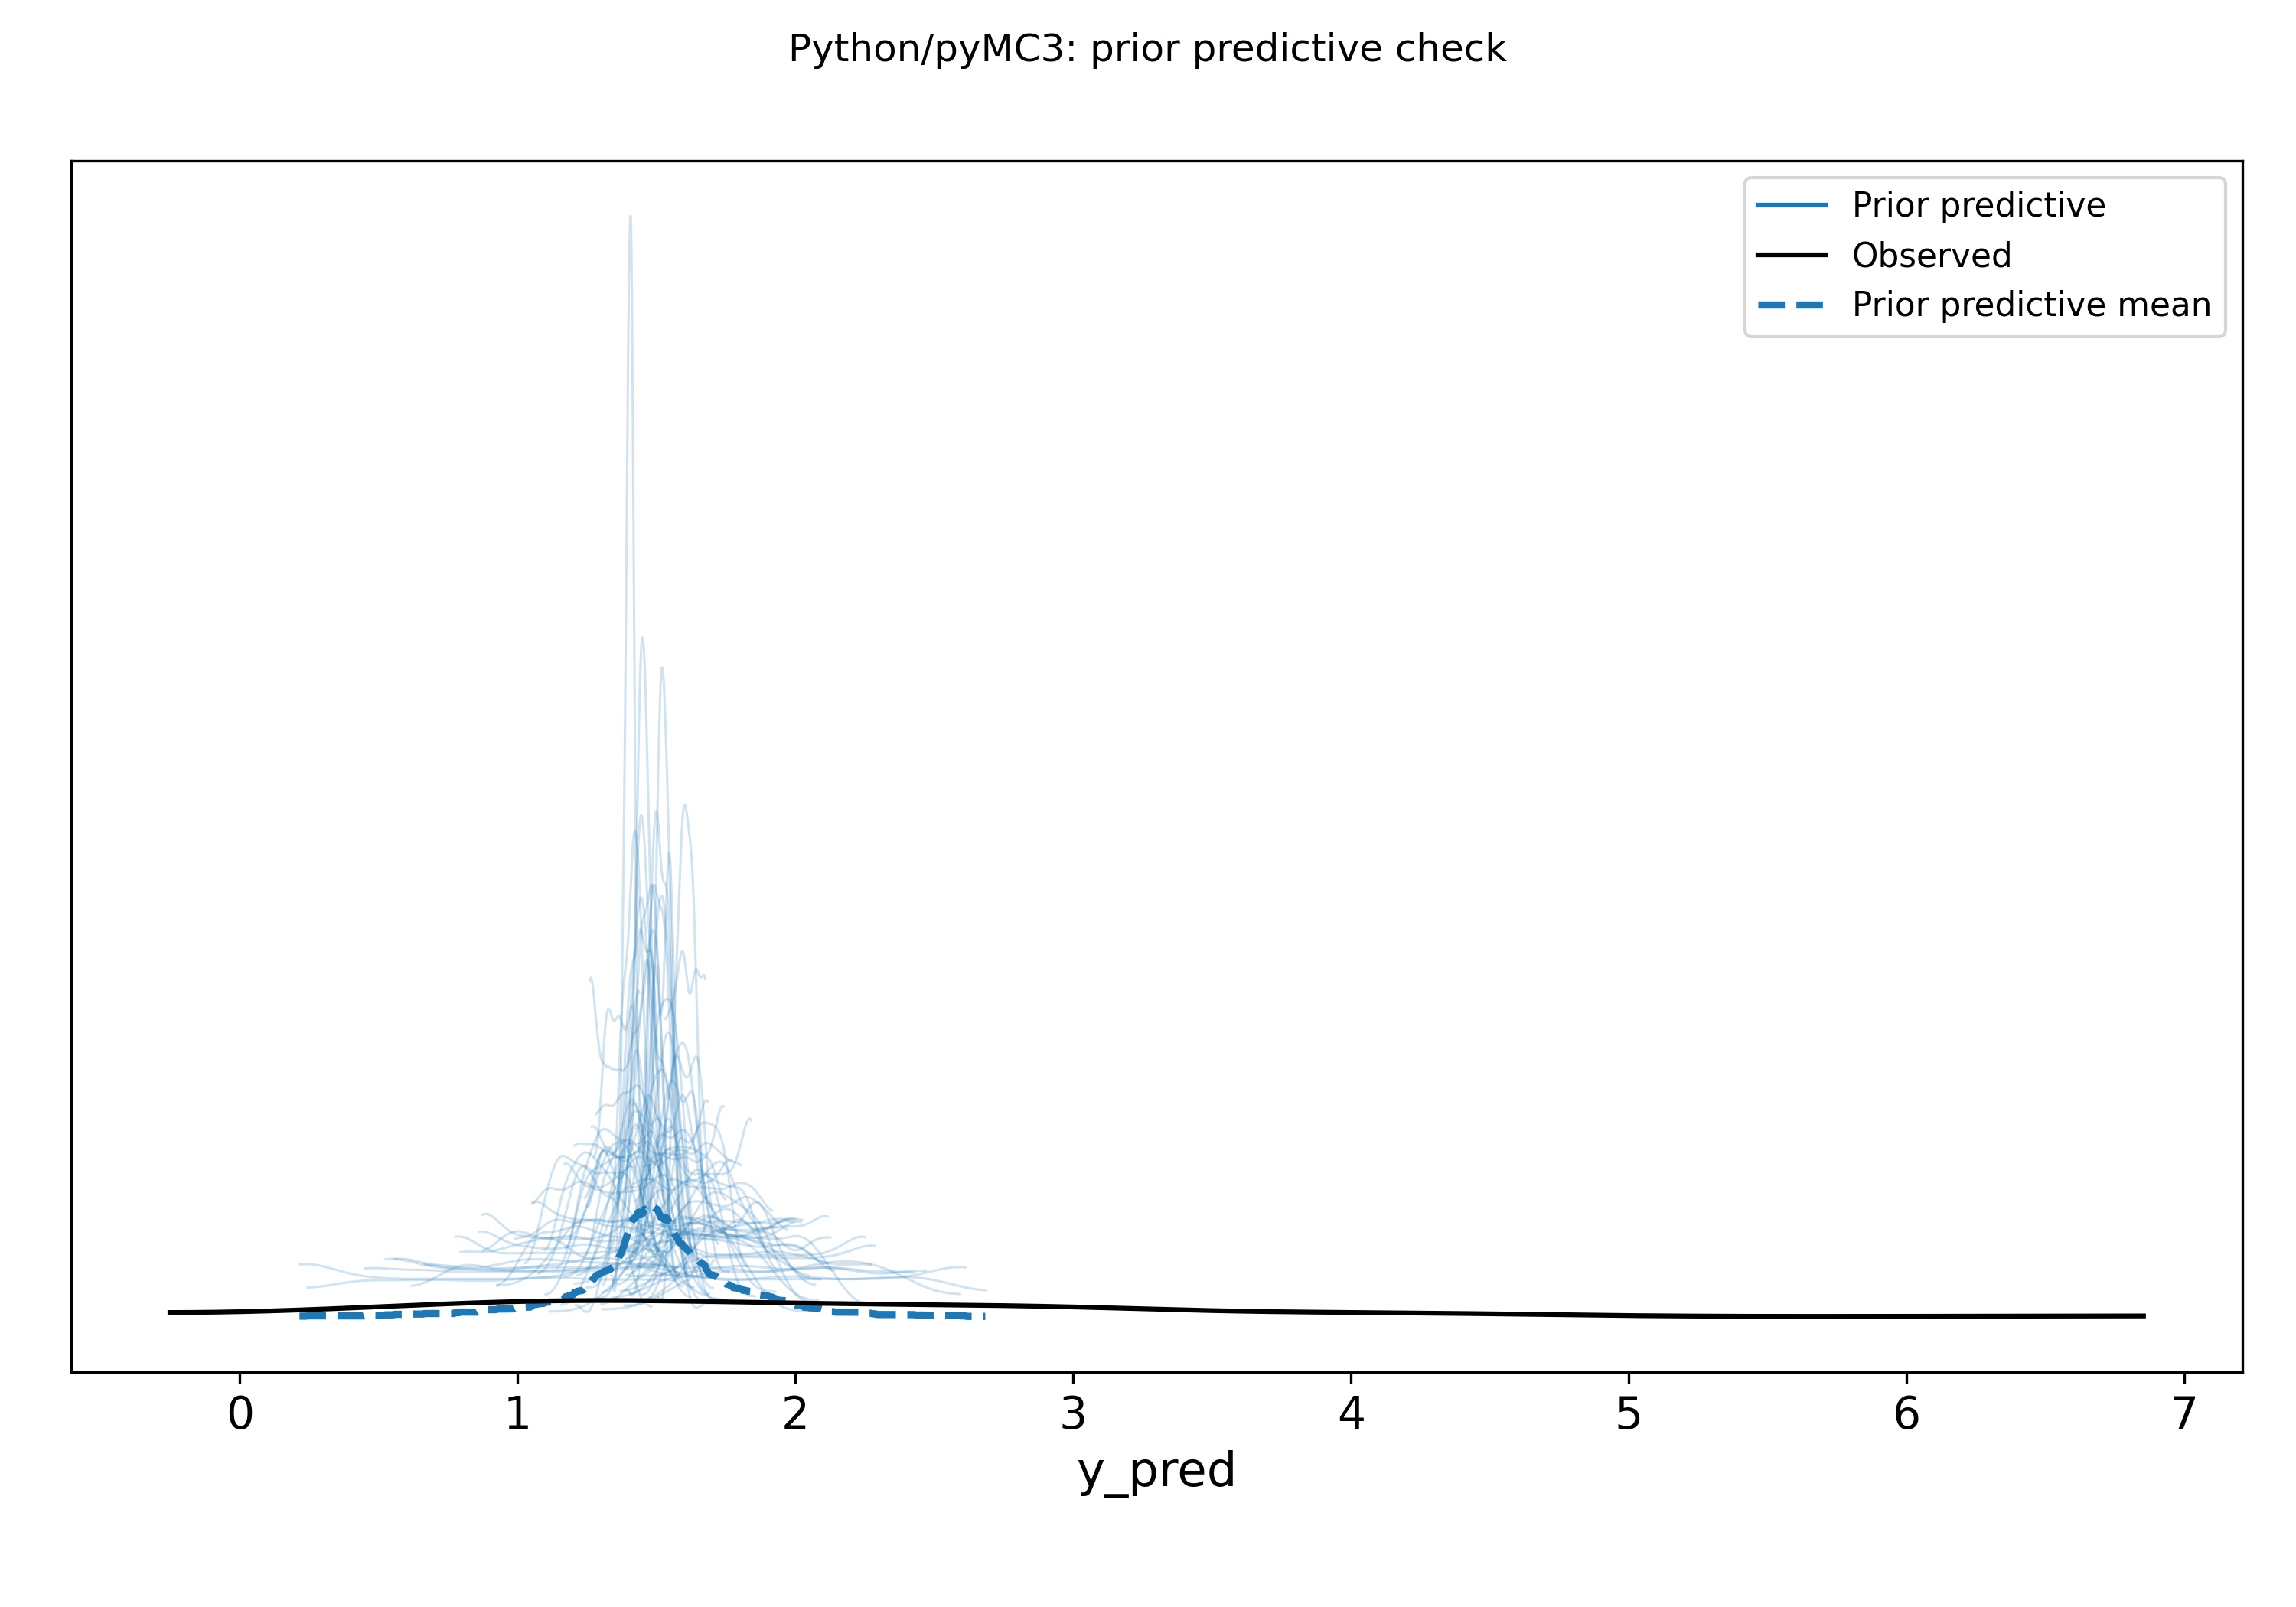 Python/pyMC3: prior predictive check
Prior predictive
Observed
Prior predictive mean
0 1 2 3 4 5 6 7
y_pred